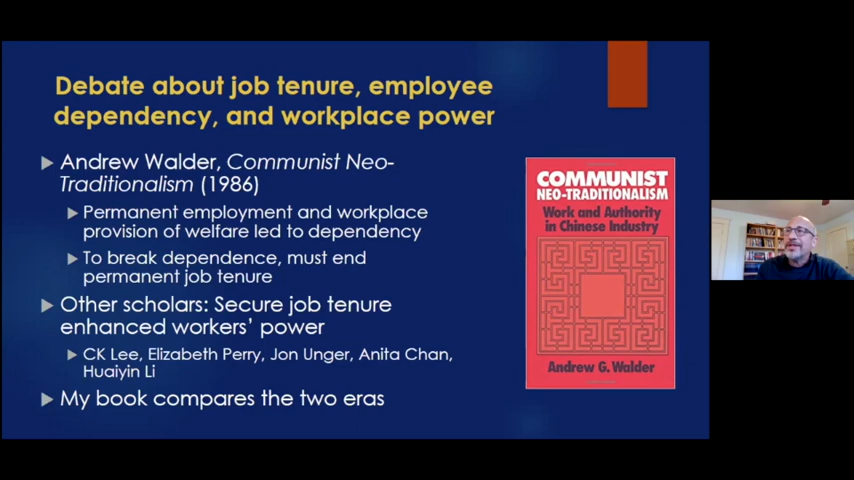 Debate about job tenure, employee
dependency, and workplace power
Andrew Walder, Communist Neo-
Traditionalism (1986)
Permanent employment and workplace
provision of welfare led to dependency
To break dependence, must end
permanent job tenure
Other scholars: Secure job tenure
enhanced workers' power
CK Lee, Elizabeth Perry, Jon Unger, Anita Chan,
Huaiyin Li
My book compares the two eras
COMMUNIST
NEO-TRADITIONALISM
Work and Authority
in Chinese Industry
Andrew G. Walder